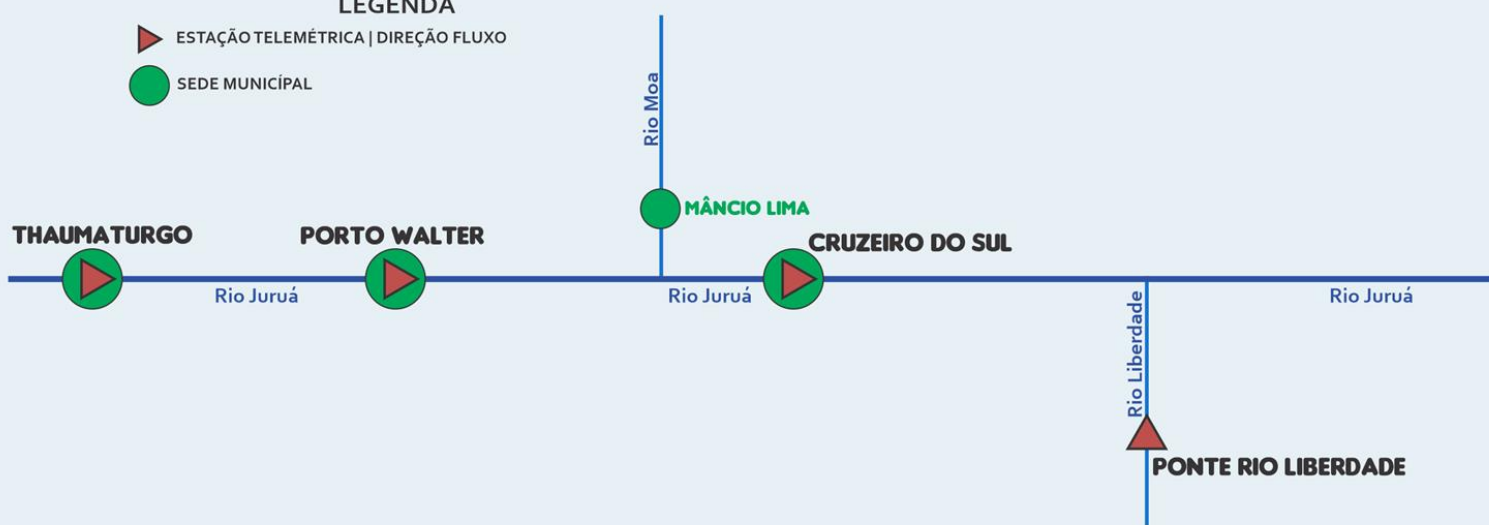 LEGENDA
ESTAÇÃO TELEMÉTRICA | DIREÇÃO FLUXO
SEDE MUNICÍPAL
Rio Moa
MÂNCIO LIMA
THAUMATURGO
PORTO WALTER
CRUZEIRO DO SUL
Rio Juruá
Rio Juruá
Rio Juruá
Rio Liberdade
PONTE RIO LIBERDADE